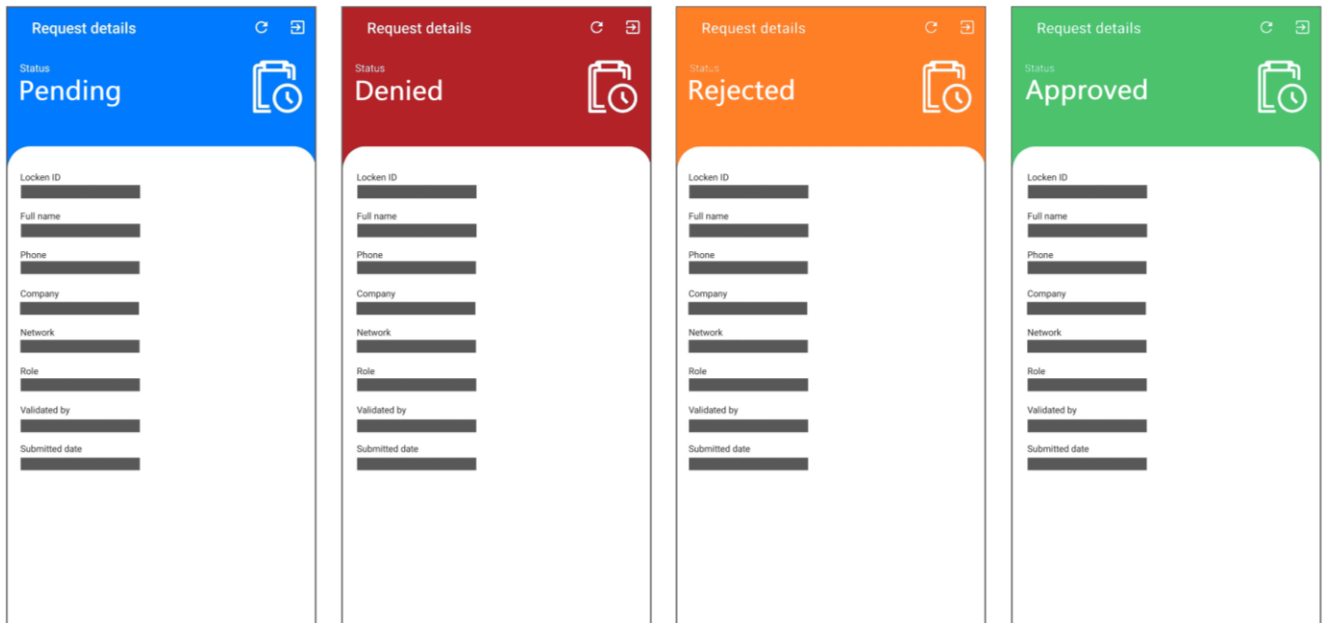 Request details
Status
Pending
Locken ID
Full name
Phone
Company
Network
Role
Validated by
Submitted date
Request details
Status
Denied
Locken ID
Full name
Phone
Company
Network
Role
Validated by
Submitted date
Request details
Status
Rejected
Locken ID
Full name
Phone
Company
Network
Role
Validated by
Submitted date
Request details
Status
Approved
Locken ID
Full name
Phone
Company
Network
Role
Validated by
Submitted date